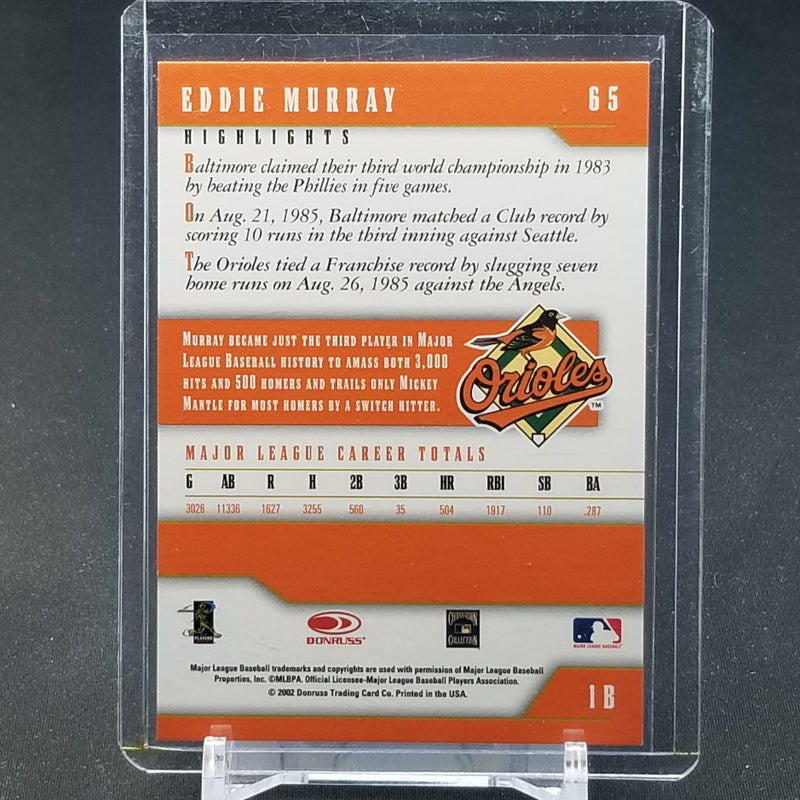 EDDIE MURRAY 65
HIGHLIGHTS
Baltimore claimed their third world championship in 1983
by beating the Phillies in five games.
On Aug. 21, 1985, Baltimore matched a Club record by
scoring 10 runs in the third inning against Seattle.
The Orioles tied a Franchise record by slugging seven
home runs on Aug. 26, 1985 against the Angels.
MURRAY BECAME JUST THE THIRD PLAYER IN MAJOR
LEAGUE BASEBALL HISTORY TO AMASS BOTH 3,000
HITS AND 500 HOMERS AND TRAILS ONLY MICKEY
MANTLE FOR MOST HOMERS BY A SWITCH HITTER.
Orioles
TM
MAJOR LEAGUE CAREER TOTALS
G AB R H 2B 3B HR RBI SB BA
3026 11336 1627 3255 560 35 504 1917 110 .287
PLAYERS
DONRUSS
COOPERSTOWN
COLLECTION
MAJOR LEAGUE BASEBALL
Major League Baseball trademarks and copyrights are used with permission of Major League Baseball
Properties, Inc. ©MLBPA. Official Licensee-Major League Baseball Players Association.
© 2002 Donruss Trading Card Co. Printed in the USA.
1B